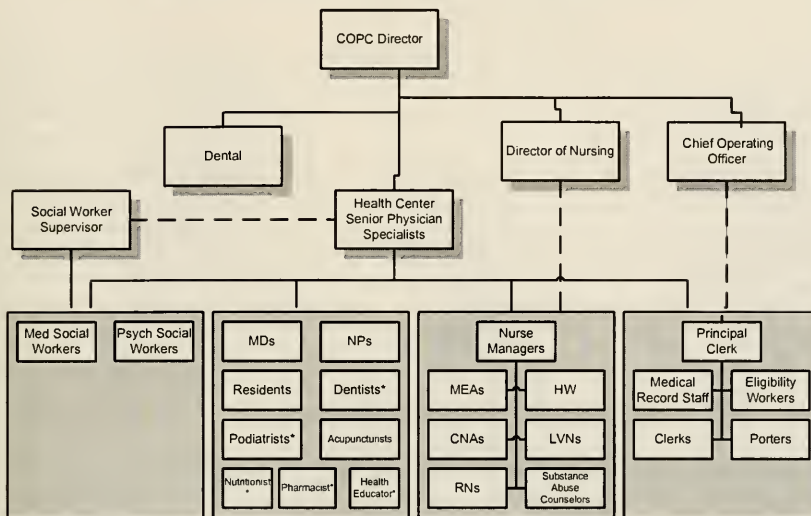 COPC Director
Dental
Director of Nursing
Chief Operating
Officer
Social Worker
Supervisor
Health Center
Senior Physician
Specialists
Med Social
Workers
Psych Social
Workers
MDs
NPs
Residents
Dentists*
Podiatrists*
Acupuncturists
Nutritionist
*
Pharmacist*
Health
Educator*
Nurse
Managers
MEAs
HW
CNAs
LVNs
RNs
Substance
Abuse
Counselors
Principal
Clerk
Medical
Record Staff
Eligibility
Workers
Clerks
Porters